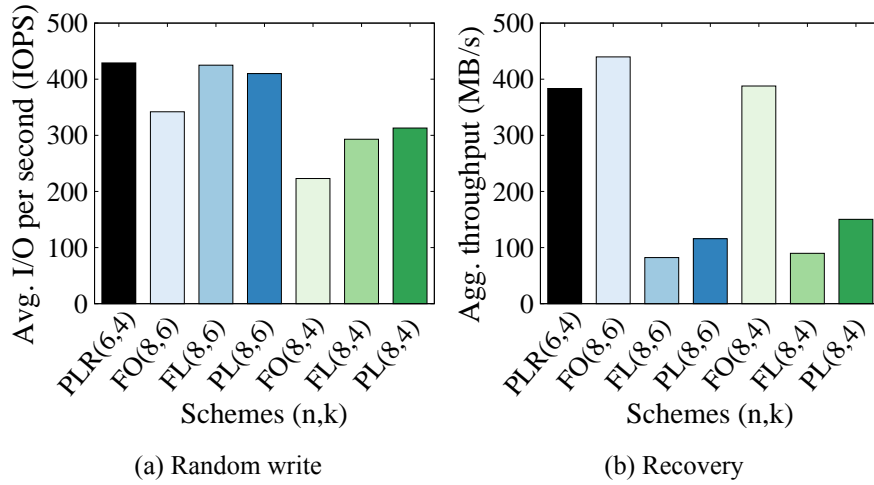 Avg. I/O per second (IOPS)
500
400
300
200
100
0
PLR(6,4)
FO(8,6)
FL(8,6)
PL(8,6)
FO(8,4)
FL(8,4)
PL(8,4)
Schemes (n,k)
(a) Random write
Agg. throughput (MB/s)
500
400
300
200
100
0
PLR(6,4)
FO(8,6)
FL(8,6)
PL(8,6)
FO(8,4)
FL(8,4)
PL(8,4)
Schemes (n,k)
(b) Recovery